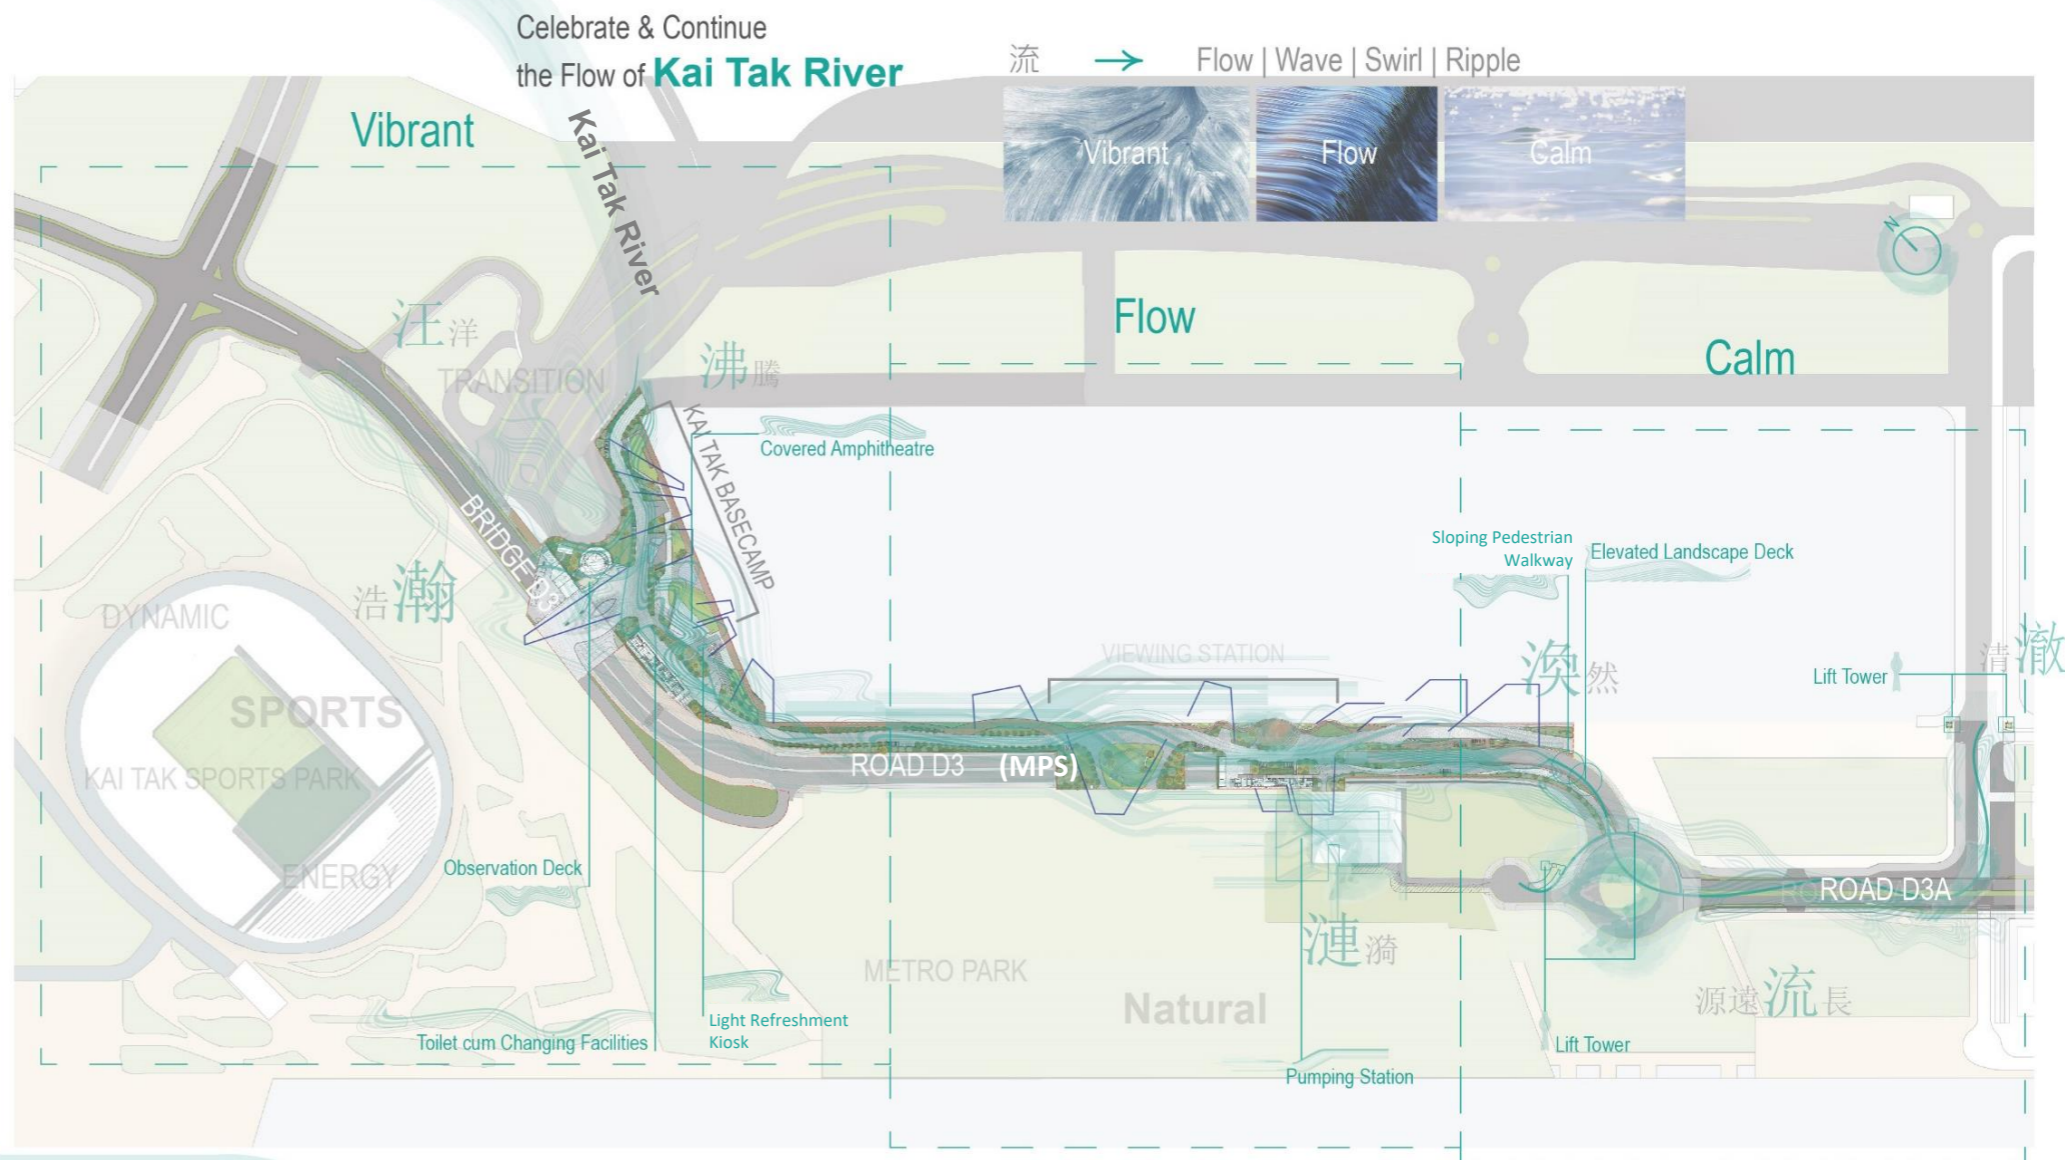 Celebrate & Continue
the Flow of Kai Tak River
流 → Flow | Wave | Swirl | Ripple
Vibrant
Flow
Calm
Vibrant
Kai Tak River
N
Flow
Calm
汪洋
TRANSITION
沸騰
KAI TAK BASECAMP
Covered Amphitheatre
BRIDGE D3
浩瀚
DYNAMIC
SPORTS
KAI TAK SPORTS PARK
ENERGY
Sloping Pedestrian
Walkway
Elevated Landscape Deck
VIEWING STATION
渙然
Lift Tower
清澈
ROAD D3 (MPS)
Observation Deck
ROAD D3A
漣漪
METRO PARK
Natural
源遠流長
Light Refreshment
Kiosk
Toilet cum Changing Facilities
Lift Tower
Pumping Station